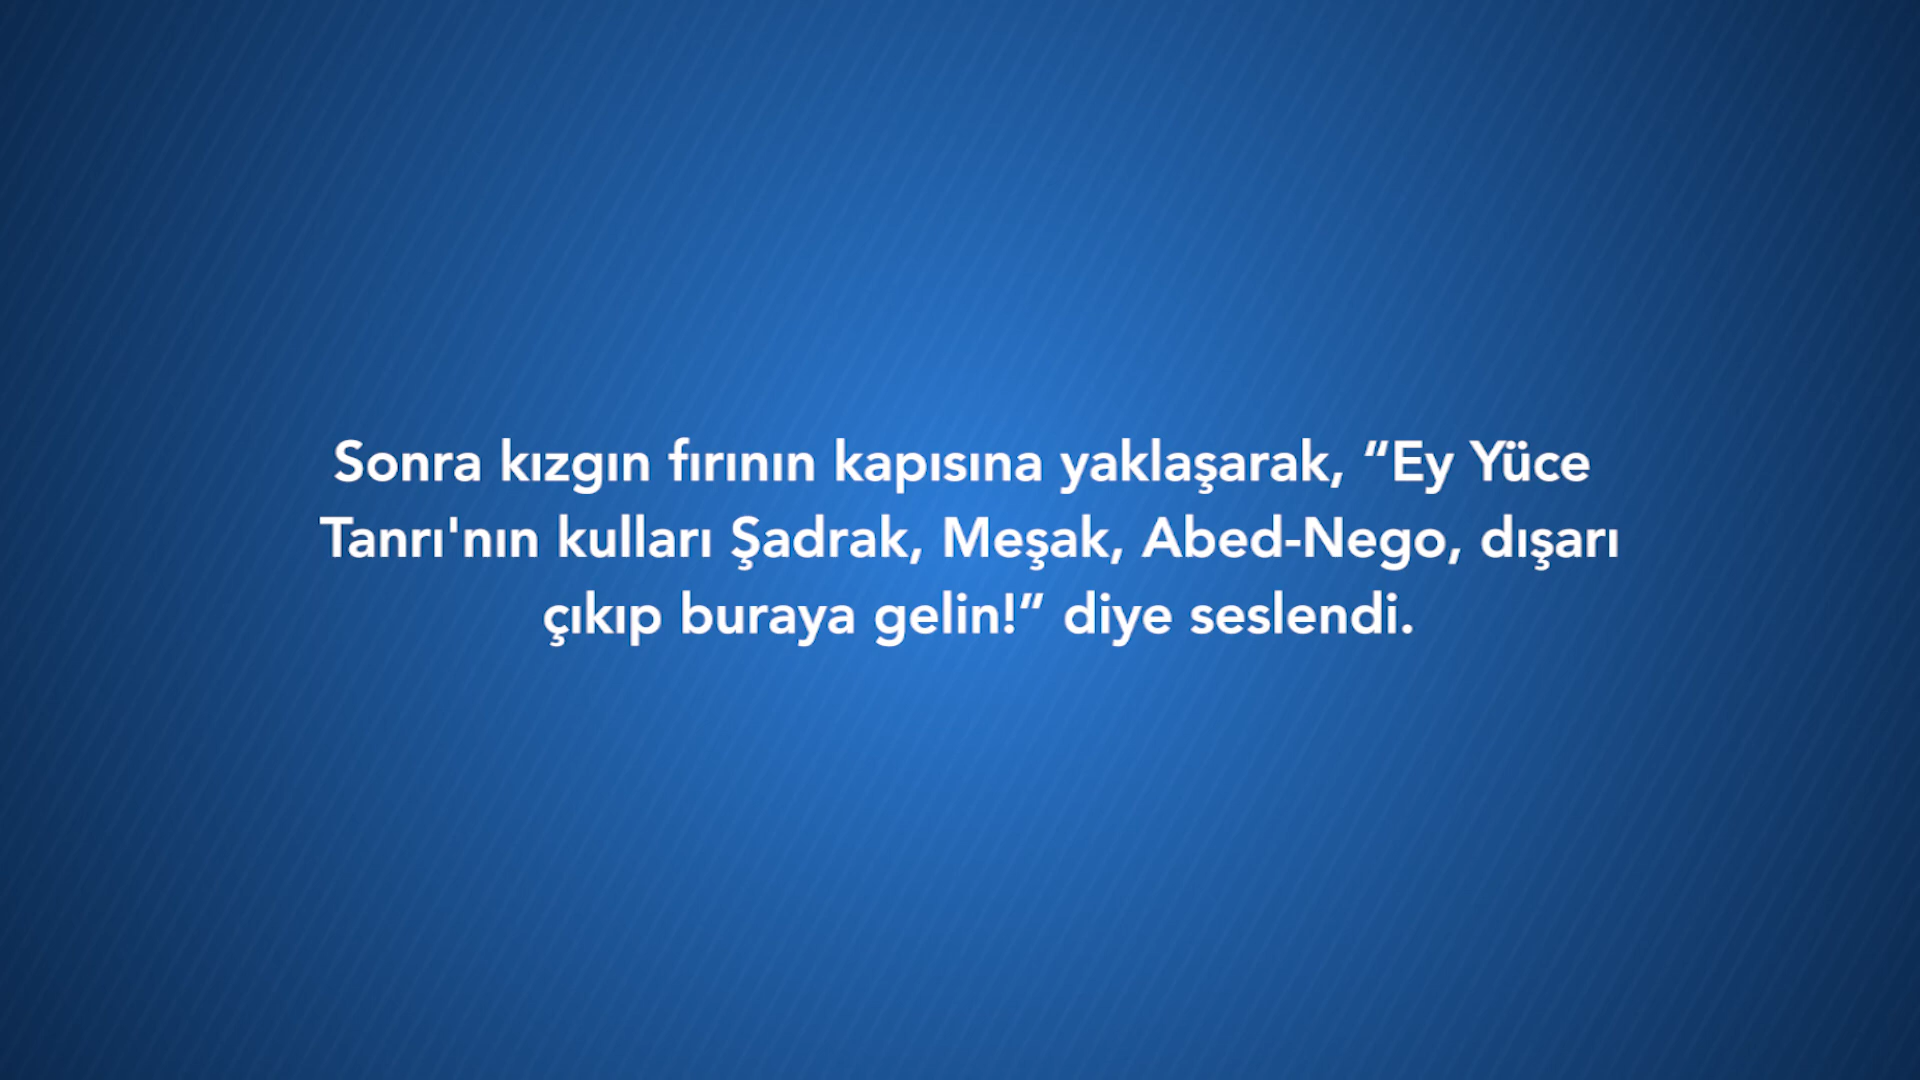 Sonra kızgın fırının kapısına yaklaşarak, “Ey Yüce
Tanrı'nın kulları Şadrak, Meşak, Abed-Nego, dışarı
çıkıp buraya gelin!” diye seslendi.